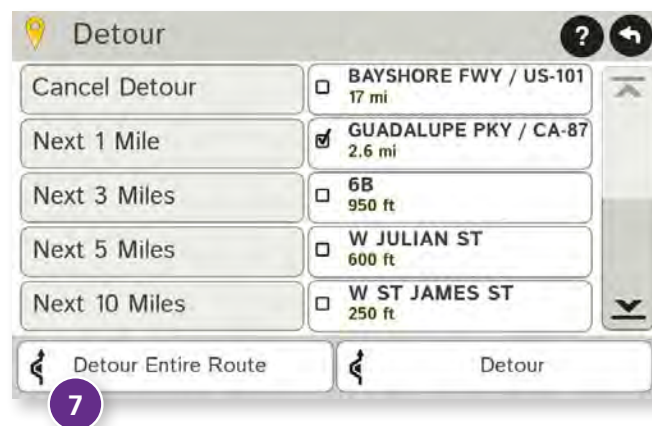 Detour
?
Cancel Detour
BAYSHORE FWY / US-101
17 mi
Next 1 Mile
GUADALUPE PKY / CA-87
2.6 mi
Next 3 Miles
6B
950 ft
Next 5 Miles
W JULIAN ST
600 ft
Next 10 Miles
W ST JAMES ST
250 ft
Detour Entire Route
Detour
7